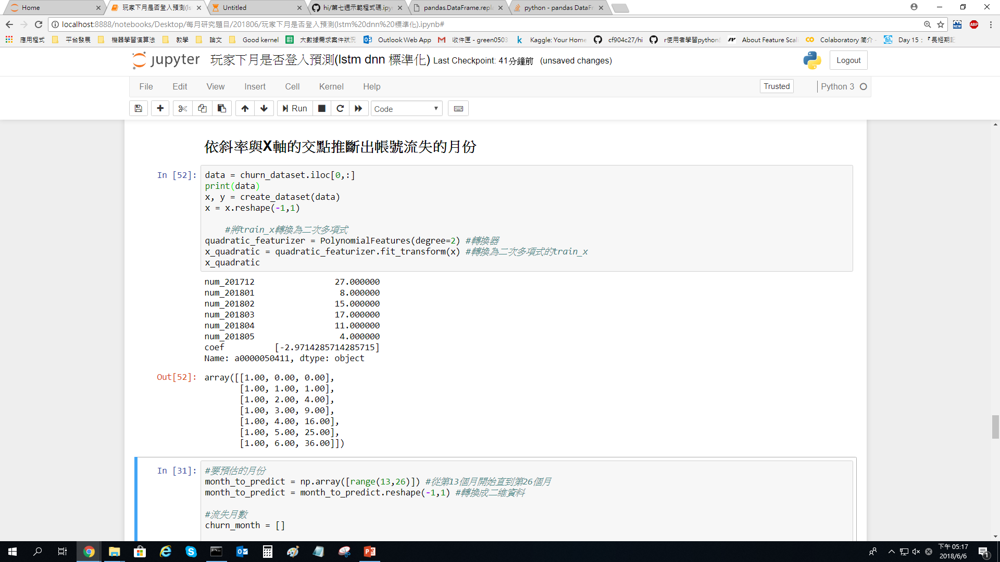 Home
玩家下月是否登入預測(ls
Untitled
hi/第七週示範程式碼.ipyn
pandas.DataFrame.repla
python - pandas DataFr
localhost:8888/notebooks/Desktop/每月研究題目/201806/玩家下月是否登入預測(lstm%20dnn%20標準化).ipynb#
NEW
ABP
應用程式
平台發展
機器學習演算法
教學
論文
Good kernel
大數據需求案件狀況
Outlook Web App
收件匣 - green0503
Kaggle: Your Home
cf904c27/hi
r使用者學習python
About Feature Scali
Colaboratory 簡介 -
Day 15：『長短期記
jupyter 玩家下月是否登入預測(lstm dnn 標準化) Last Checkpoint: 41分鐘前 (unsaved changes)
Logout
File Edit View Insert Cell Kernel Help
Trusted
Python 3
Run
Code
依斜率與X軸的交點推斷出帳號流失的月份
In [52]:
data = churn_dataset.iloc[0,:]
print(data)
x, y = create_dataset(data)
x = x.reshape(-1,1)
#將train_x轉換為二次多項式
quadratic_featurizer = PolynomialFeatures(degree=2) #轉換器
x_quadratic = quadratic_featurizer.fit_transform(x) #轉換為二次多項式的train_x
x_quadratic
num_201712 27.000000
num_201801 8.000000
num_201802 15.000000
num_201803 17.000000
num_201804 11.000000
num_201805 4.000000
coef [-2.9714285714285715]
Name: a0000050411, dtype: object
Out[52]:
array([[1.00, 0.00, 0.00],
[1.00, 1.00, 1.00],
[1.00, 2.00, 4.00],
[1.00, 3.00, 9.00],
[1.00, 4.00, 16.00],
[1.00, 5.00, 25.00],
[1.00, 6.00, 36.00]])
In [31]:
#要預估的月份
month_to_predict = np.array([range(13,26)]) #從第13個月開始直到第26個月
month_to_predict = month_to_predict.reshape(-1,1) #轉換成二維資料
#流失月數
churn_month = []
下午 05:17
2018/6/6
1